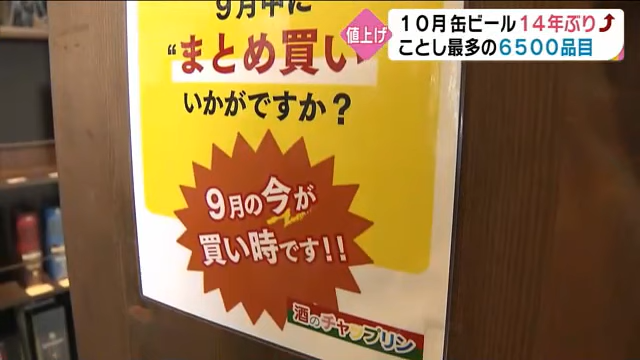 値上げ
10月 缶ビール 14年ぶり⤴
ことし最多の6500品目
9月中に
“まとめ買い
いかがですか?
9月の今が
買い時です!!
酒のチャップリン